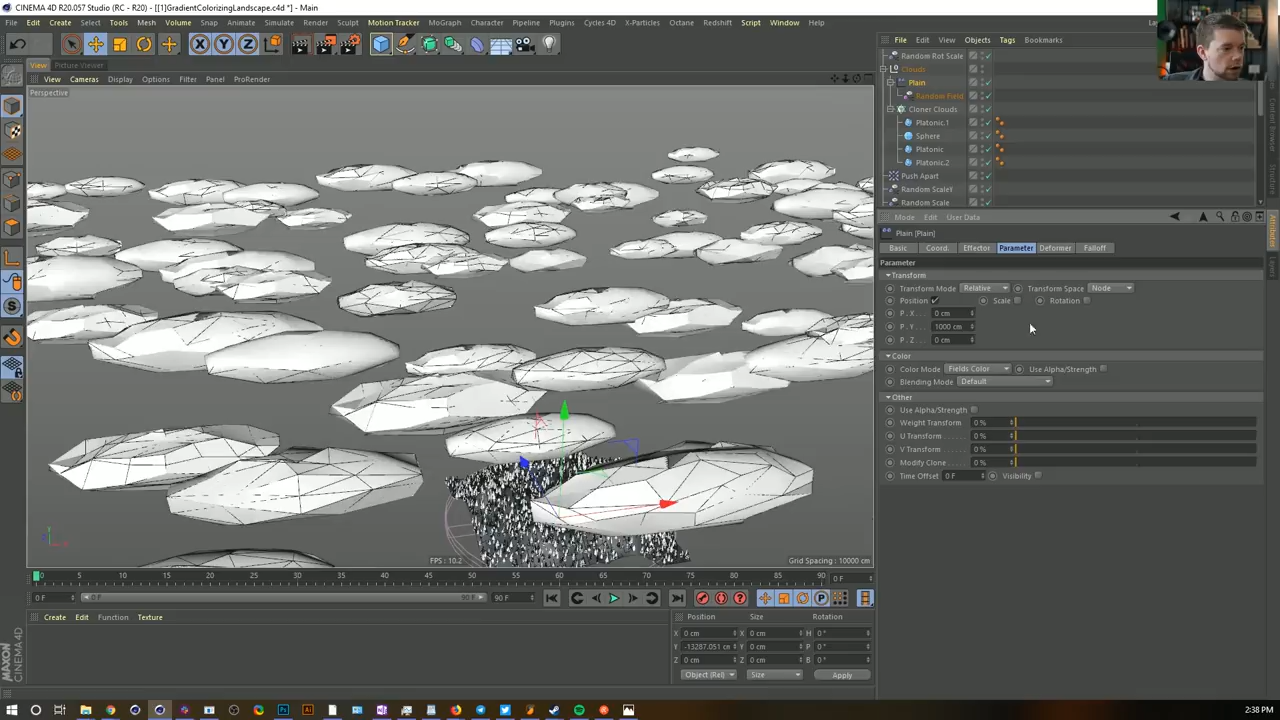 CINEMA 4D R20.057 Studio (RC - R20) - [[1]GradientColorizingLandscape.c4d *] - Main
File Edit Create Select Tools Mesh Volume Snap Animate Simulate Render Sculpt Motion Tracker MoGraph Character Pipeline Plugins Cycles 4D X-Particles Octane Redshift Script Window Help
X Y Z
View Picture Viewer
View Cameras Display Options Filter Panel ProRender
Perspective
FPS : 10.2
Grid Spacing : 10000 cm
0 5 10 15 20 25 30 35 40 45 50 55 60 65 70 75 80 85 90 0 F
0 F 0 F 90 F 90 F
Create Edit Function Texture
Position Size Rotation
X 0 cm X 0 cm H 0 °
Y -13287.051 cm Y 0 cm P 0 °
Z 0 cm Z 0 cm B 0 °
Object (Rel) Size Apply
MAXON CINEMA 4D
File Edit View Objects Tags Bookmarks
Random Rot Scale
Clouds
Plain
Random Field
Cloner Clouds
Platonic.1
Sphere
Platonic
Platonic.2
Push Apart
Random ScaleY
Random Scale
Mode Edit User Data
Plain [Plain]
Basic Coord. Effector Parameter Deformer Falloff
Parameter
Transform
Transform Mode Relative Transform Space Node
Position Scale Rotation
P . X . . . 0 cm
P . Y . . . 1000 cm
P . Z . . . 0 cm
Color
Color Mode Fields Color Use Alpha/Strength
Blending Mode Default
Other
Use Alpha/Strength
Weight Transform 0 %
U Transform . . . . . . 0 %
V Transform . . . . . . 0 %
Modify Clone 0 %
Time Offset 0 F Visibility
Content Browser
Structure
Attributes
Layers
2:38 PM